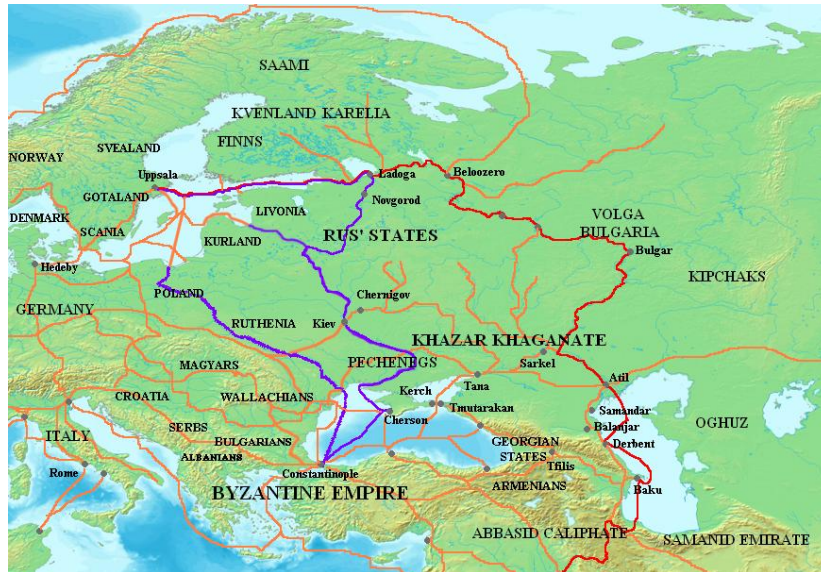 SAAMI
KVENLAND KARELIA
SVEALAND
FINNS
NORWAY
Uppsala
Ladoga
Beloozero
GOTALAND
Novgorod
LIVONIA
DENMARK
SCANIA
KURLAND
RUS' STATES
VOLGA
BULGARIA
Bulgar
Hedeby
KIPCHAKS
POLAND
Chernigov
GERMANY
RUTHENIA
Kiev
KHAZAR KHAGANATE
PECHENEGS
Sarkel
MAGYARS
Atil
Tana
Kerch
CROATIA
WALLACHIANS
Tmutarakan
Samandar
Cherson
OGHUZ
SERBS
Balanjar
ITALY
BULGARIANS
GEORGIAN
STATES
Derbent
ALBANIANS
Tfilis
Rome
Constantinople
ARMENIANS
Baku
BYZANTINE EMPIRE
ABBASID CALIPHATE
SAMANID EMIRATE